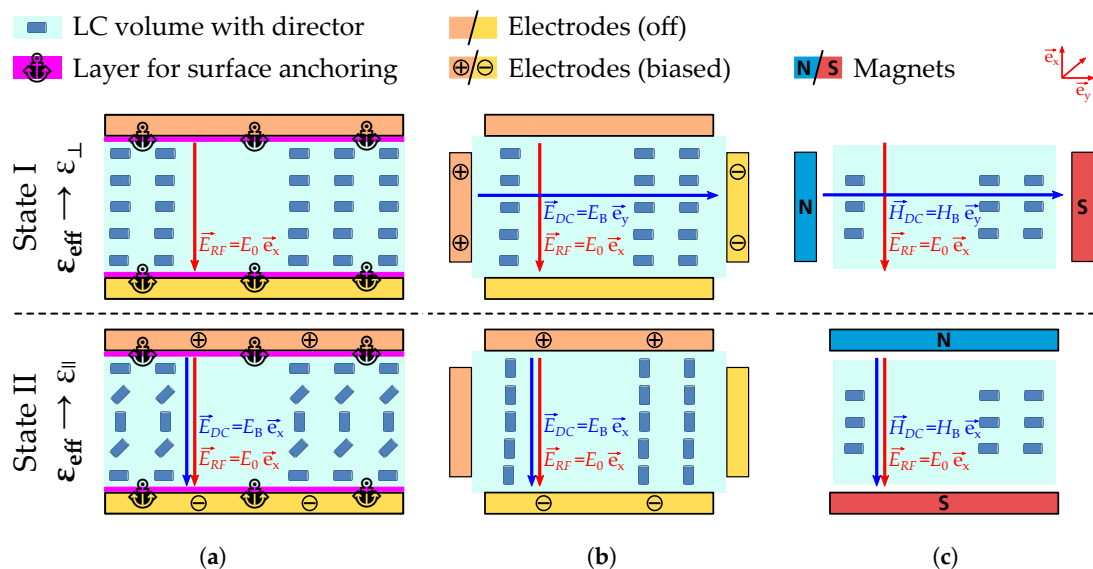 LC volume with director
Electrodes (off)
Layer for surface anchoring
⊕/⊖ Electrodes (biased)
N/S Magnets
e⃗x
e⃗y
State I
εeff → ε⊥
E⃗RF=E0 e⃗x
⊕ ⊖
E⃗DC=EB e⃗y
E⃗RF=E0 e⃗x
⊕ ⊖
N
H⃗DC=HB e⃗y
E⃗RF=E0 e⃗x
S
State II
εeff → ε∥
⊕ ⊕
E⃗DC=EB e⃗x
E⃗RF=E0 e⃗x
⊖ ⊖
⊕ ⊕
E⃗DC=EB e⃗x
E⃗RF=E0 e⃗x
⊖ ⊖
N
H⃗DC=HB e⃗x
E⃗RF=E0 e⃗x
S
(a)
(b)
(c)